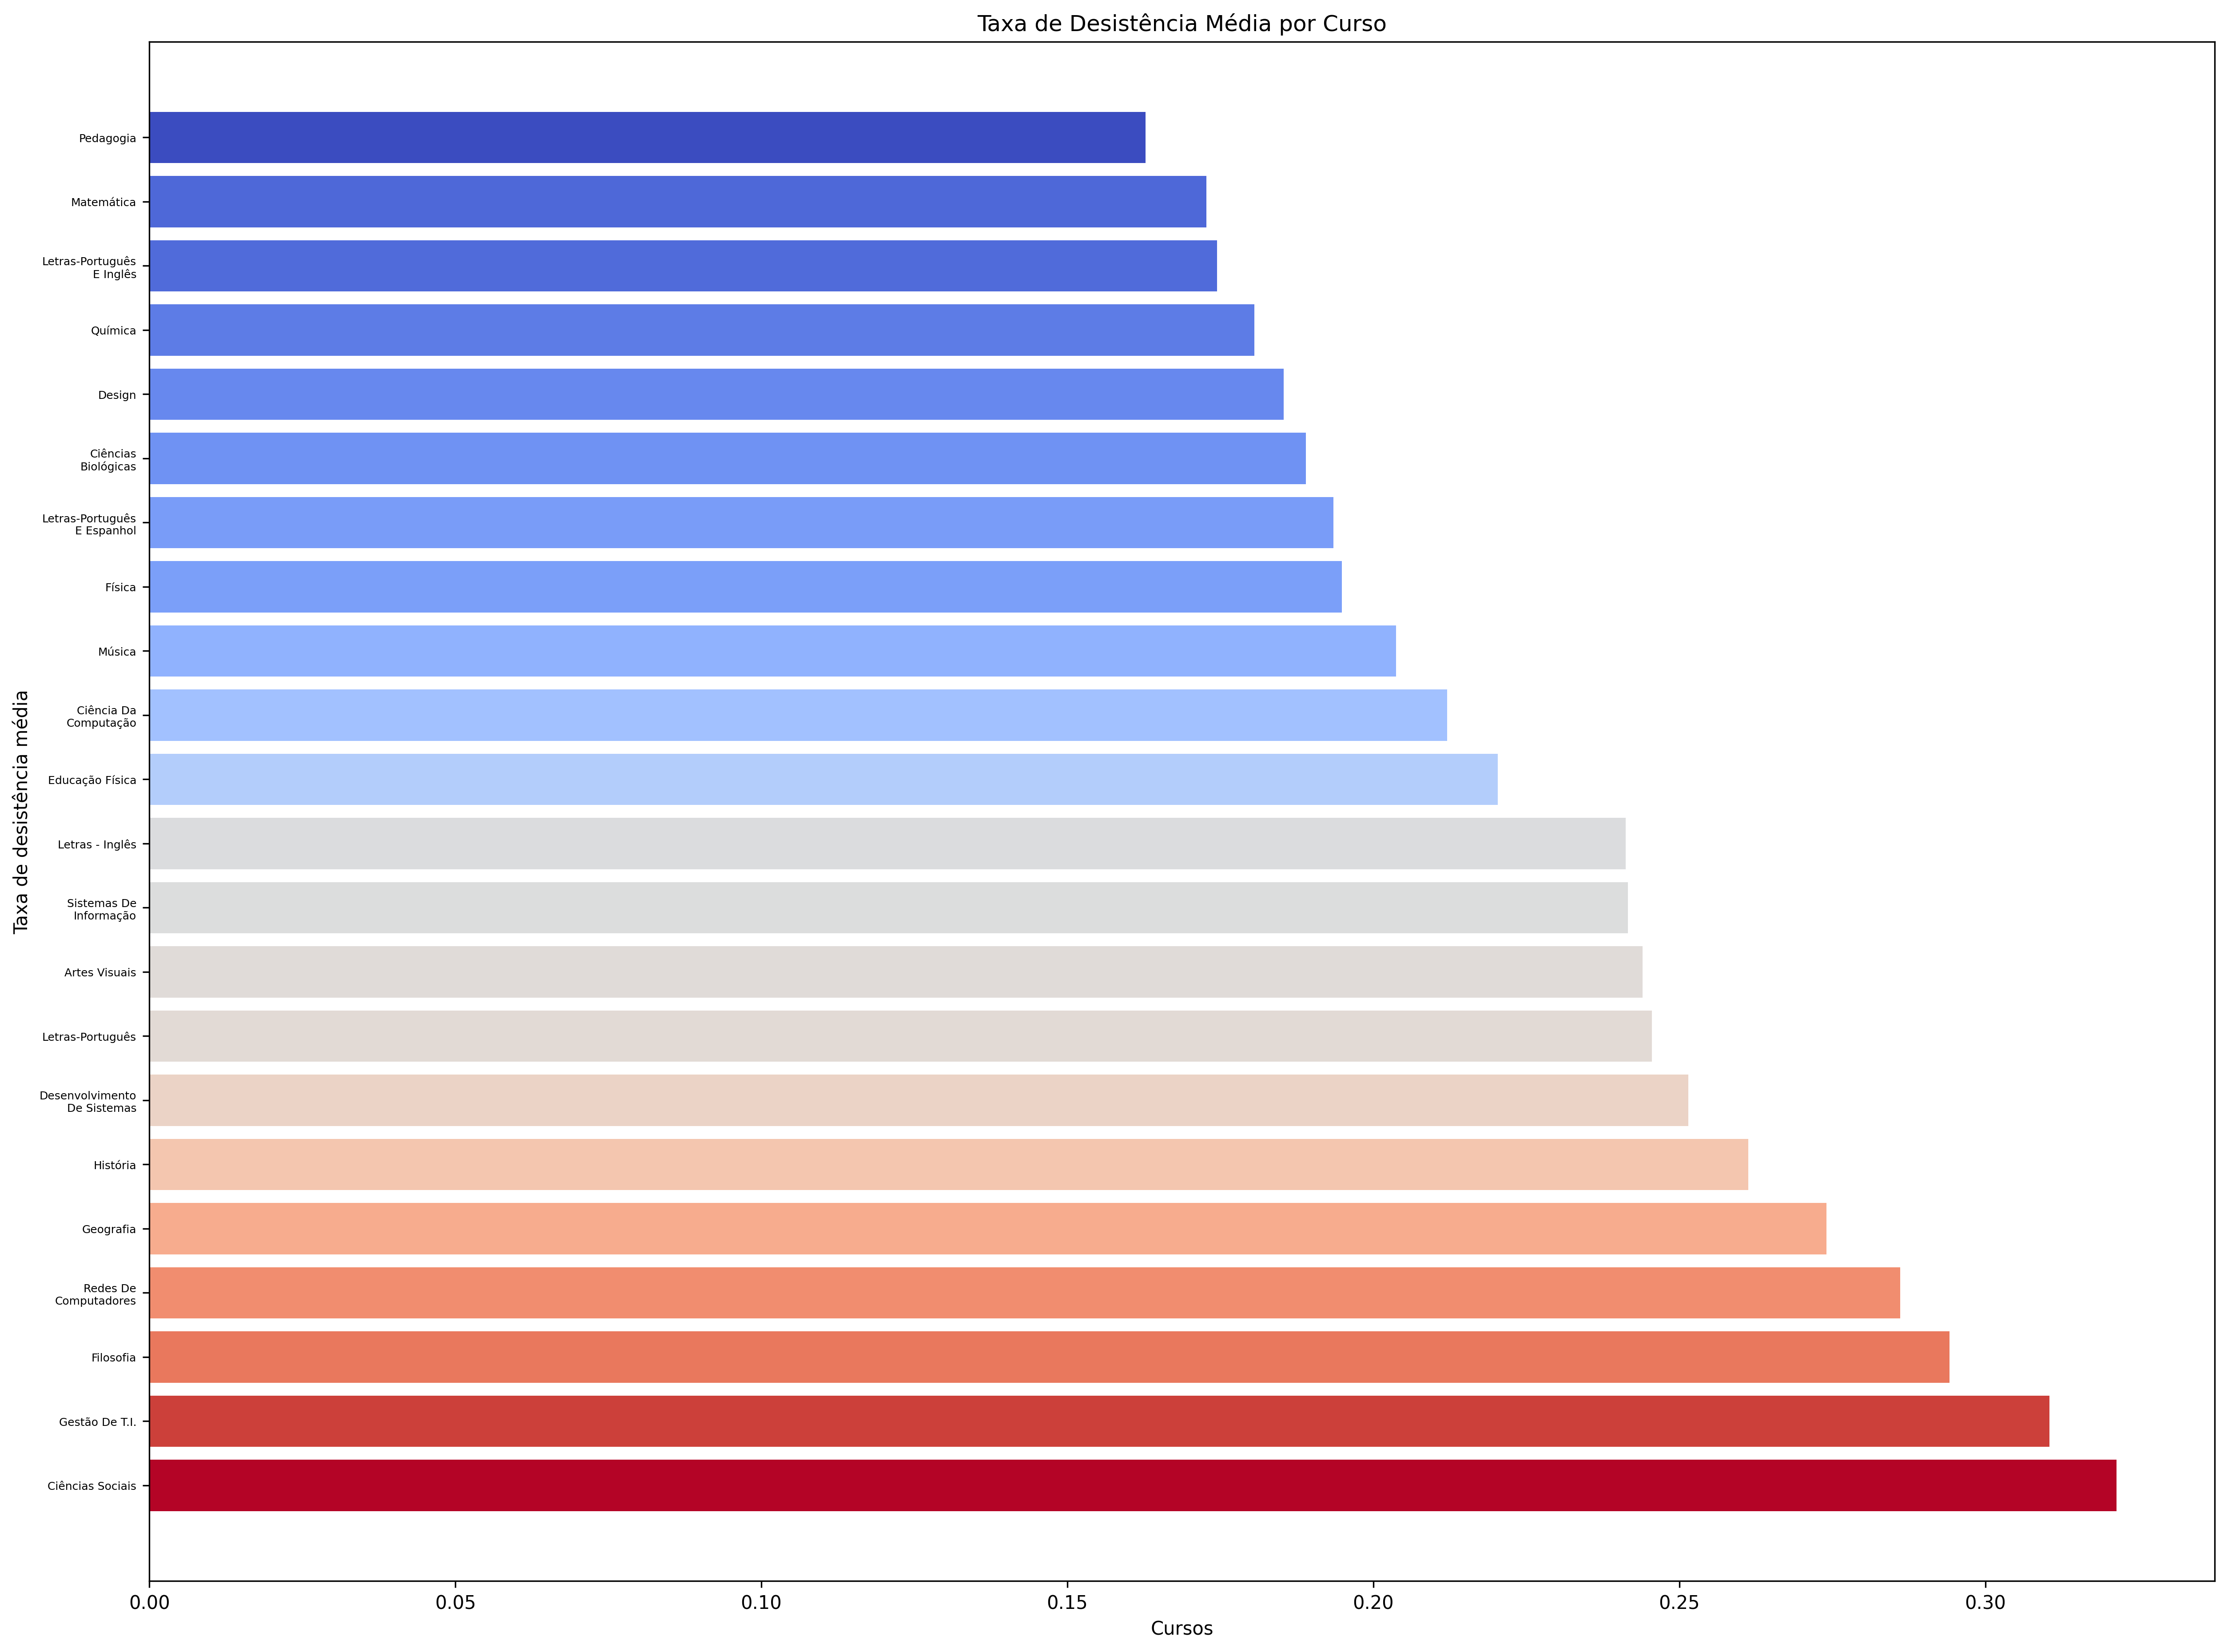 Taxa de Desistência Média por Curso
Taxa de desistência média
Pedagogia
Matemática
Letras-Português
E Inglês
Química
Design
Ciências
Biológicas
Letras-Português
E Espanhol
Física
Música
Ciência Da
Computação
Educação Física
Letras - Inglês
Sistemas De
Informação
Artes Visuais
Letras-Português
Desenvolvimento
De Sistemas
História
Geografia
Redes De
Computadores
Filosofia
Gestão De T.I.
Ciências Sociais
0.00 0.05 0.10 0.15 0.20 0.25 0.30
Cursos